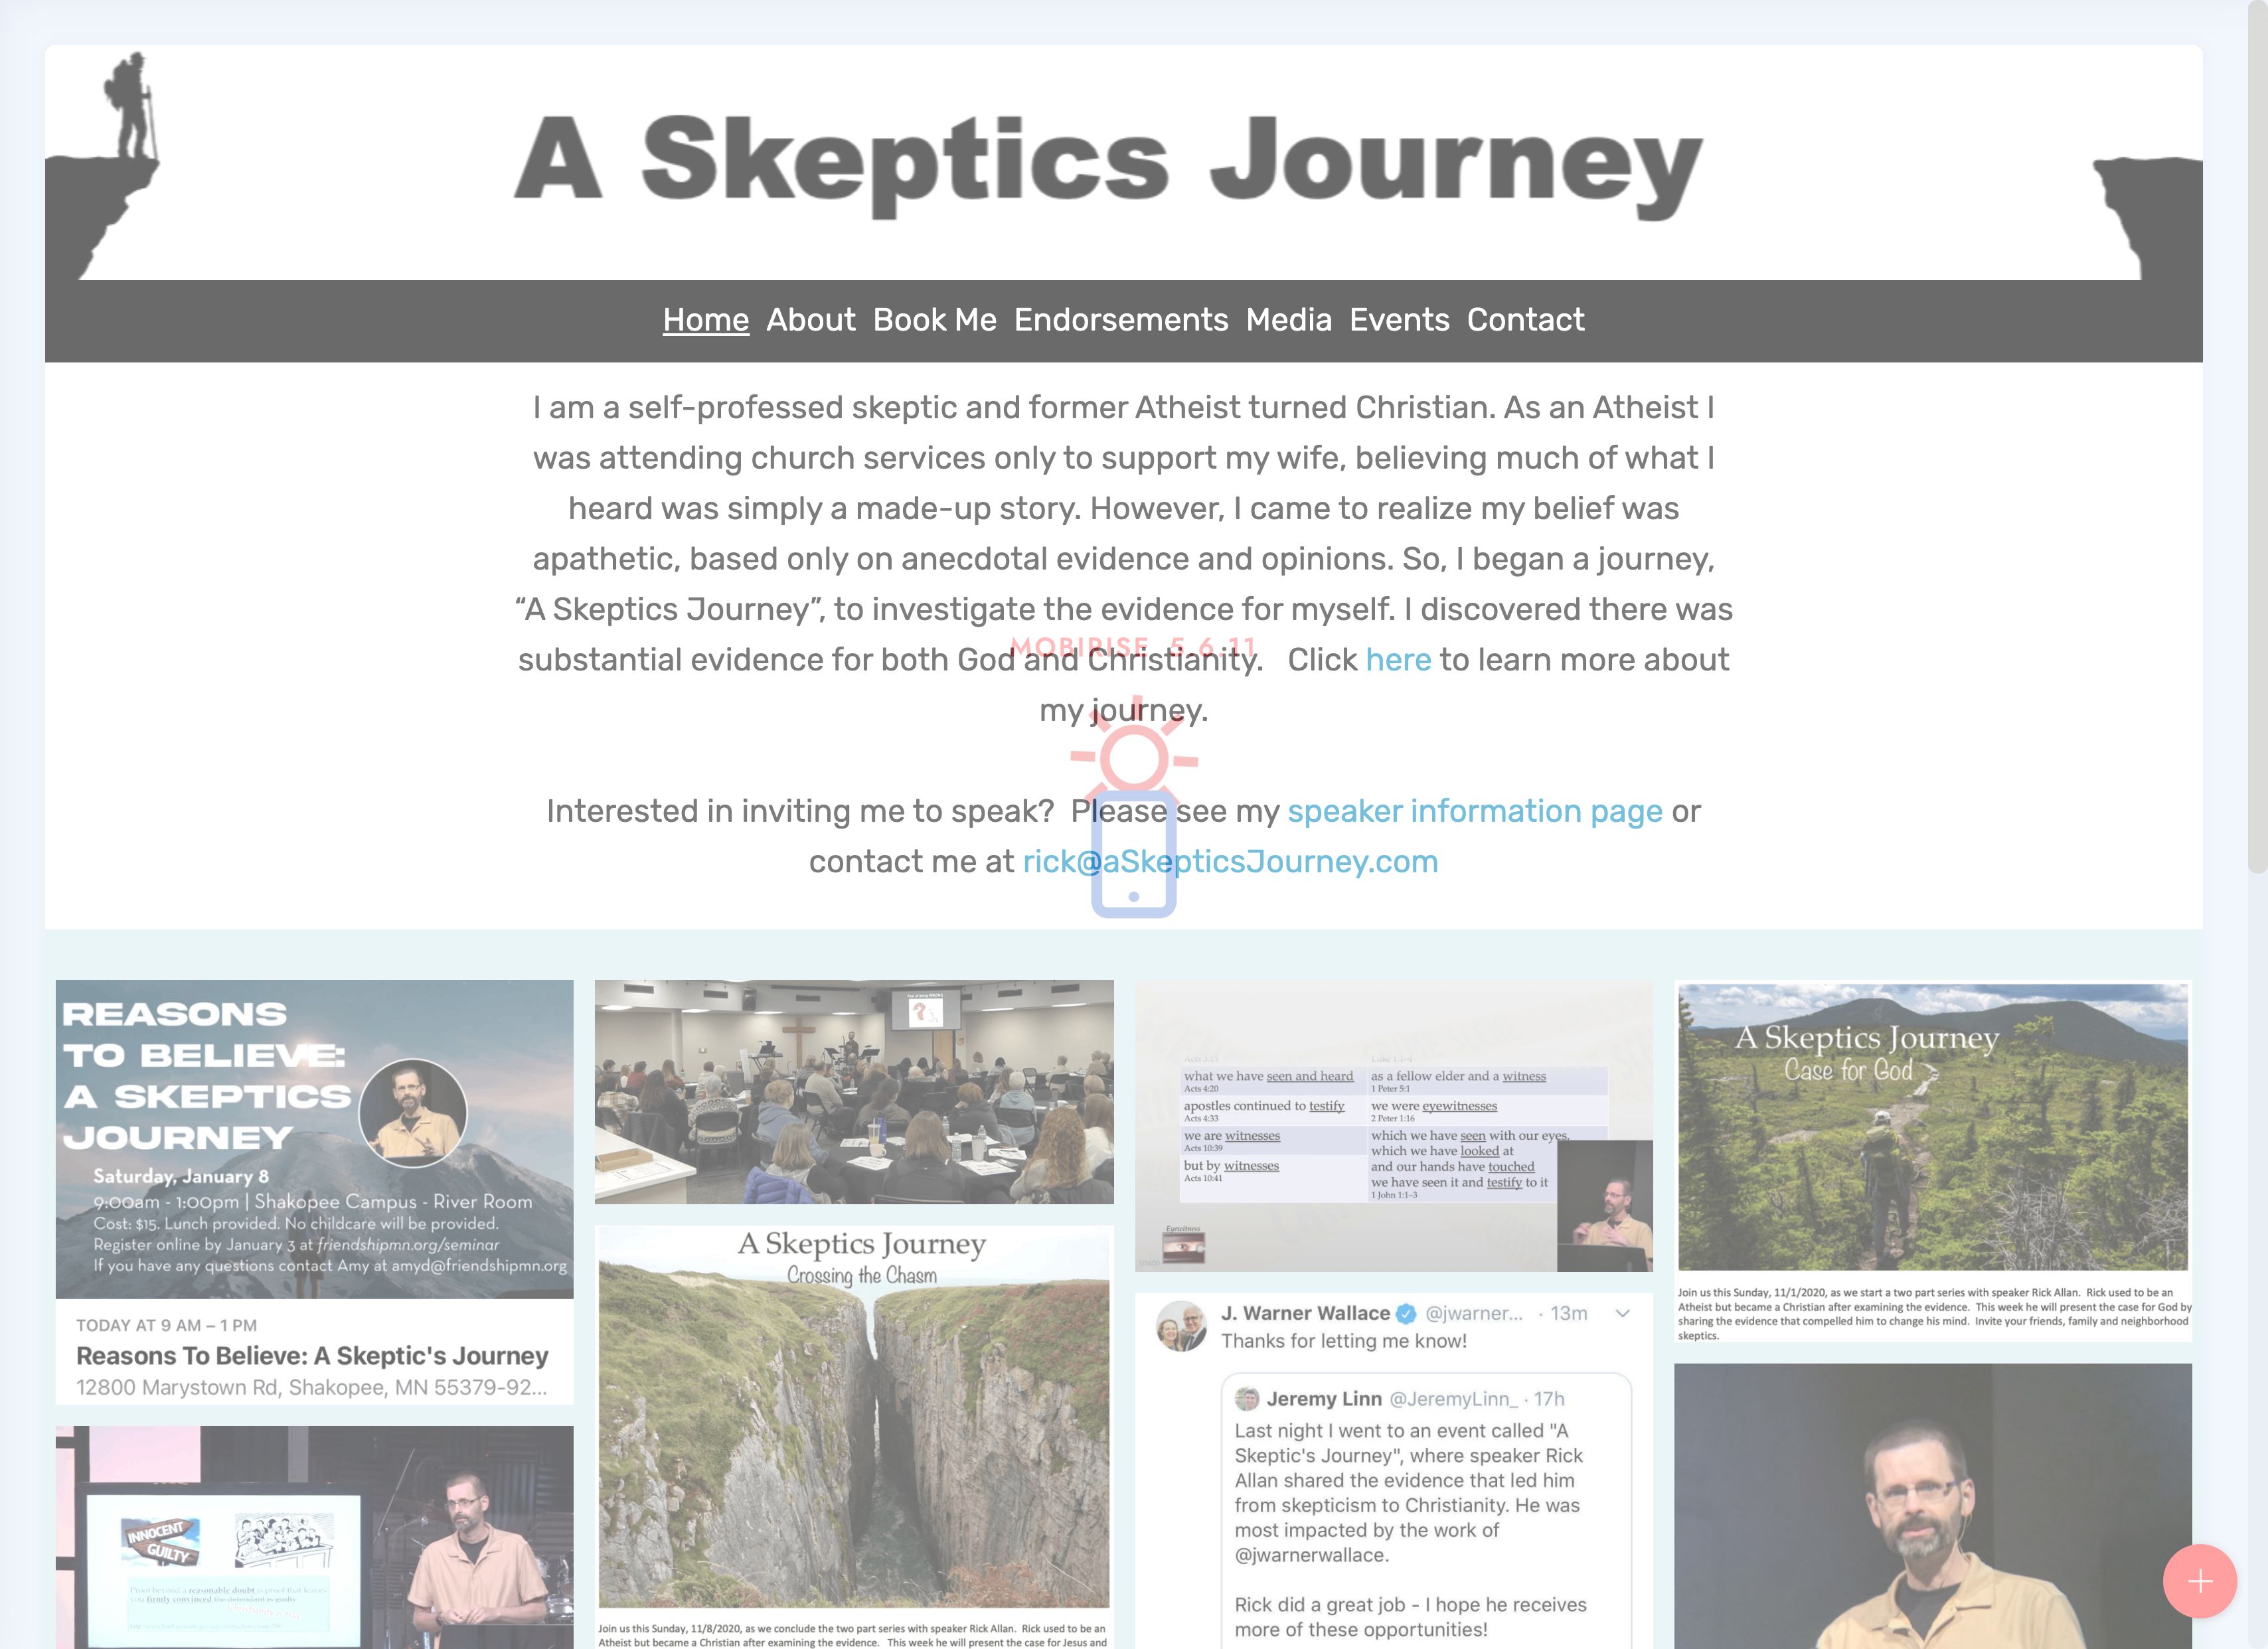 A Skeptics Journey
Home About Book Me Endorsements Media Events Contact
I am a self-professed skeptic and former Atheist turned Christian. As an Atheist I
was attending church services only to support my wife, believing much of what I
heard was simply a made-up story. However, I came to realize my belief was
apathetic, based only on anecdotal evidence and opinions. So, I began a journey,
“A Skeptics Journey”, to investigate the evidence for myself. I discovered there was
MOBIRISE 5.6.11
substantial evidence for both God and Christianity. Click here to learn more about
my journey.
Interested in inviting me to speak? Please see my speaker information page or
contact me at rick@aSkepticsJourney.com
REASONS
TO BELIEVE:
A SKEPTICS
JOURNEY
Saturday, January 8
9:00am - 1:00pm | Shakopee Campus - River Room
Cost: $15. Lunch provided. No childcare will be provided.
Register online by January 3 at friendshipmn.org/seminar
If you have any questions contact Amy at amyd@friendshipmn.org
TODAY AT 9 AM – 1 PM
Reasons To Believe: A Skeptic's Journey
12800 Marystown Rd, Shakopee, MN 55379-92...
INNOCENT
GUILTY
Proof beyond a reasonable doubt is proof that leaves
you firmly convinced the defendant is guilty.
A Skeptics Journey
Crossing the Chasm
Join us this Sunday, 11/8/2020, as we conclude the two part series with speaker Rick Allan. Rick used to be an
Atheist but became a Christian after examining the evidence. This week he will present the case for Jesus and
Acts 3:15
Luke 1:1-4
what we have seen and heard
Acts 4:20
as a fellow elder and a witness
1 Peter 5:1
apostles continued to testify
Acts 4:33
we were eyewitnesses
2 Peter 1:16
we are witnesses
Acts 10:39
but by witnesses
Acts 10:41
which we have seen with our eyes,
which we have looked at
and our hands have touched
we have seen it and testify to it
1 John 1:1-3
Eyewitness
J. Warner Wallace @jwarner... · 13m
Thanks for letting me know!
Jeremy Linn @JeremyLinn_ · 17h
Last night I went to an event called "A
Skeptic's Journey", where speaker Rick
Allan shared the evidence that led him
from skepticism to Christianity. He was
most impacted by the work of
@jwarnerwallace.
Rick did a great job - I hope he receives
more of these opportunities!
A Skeptics Journey
Case for God
Join us this Sunday, 11/1/2020, as we start a two part series with speaker Rick Allan. Rick used to be an
Atheist but became a Christian after examining the evidence. This week he will present the case for God by
sharing the evidence that compelled him to change his mind. Invite your friends, family and neighborhood
skeptics.